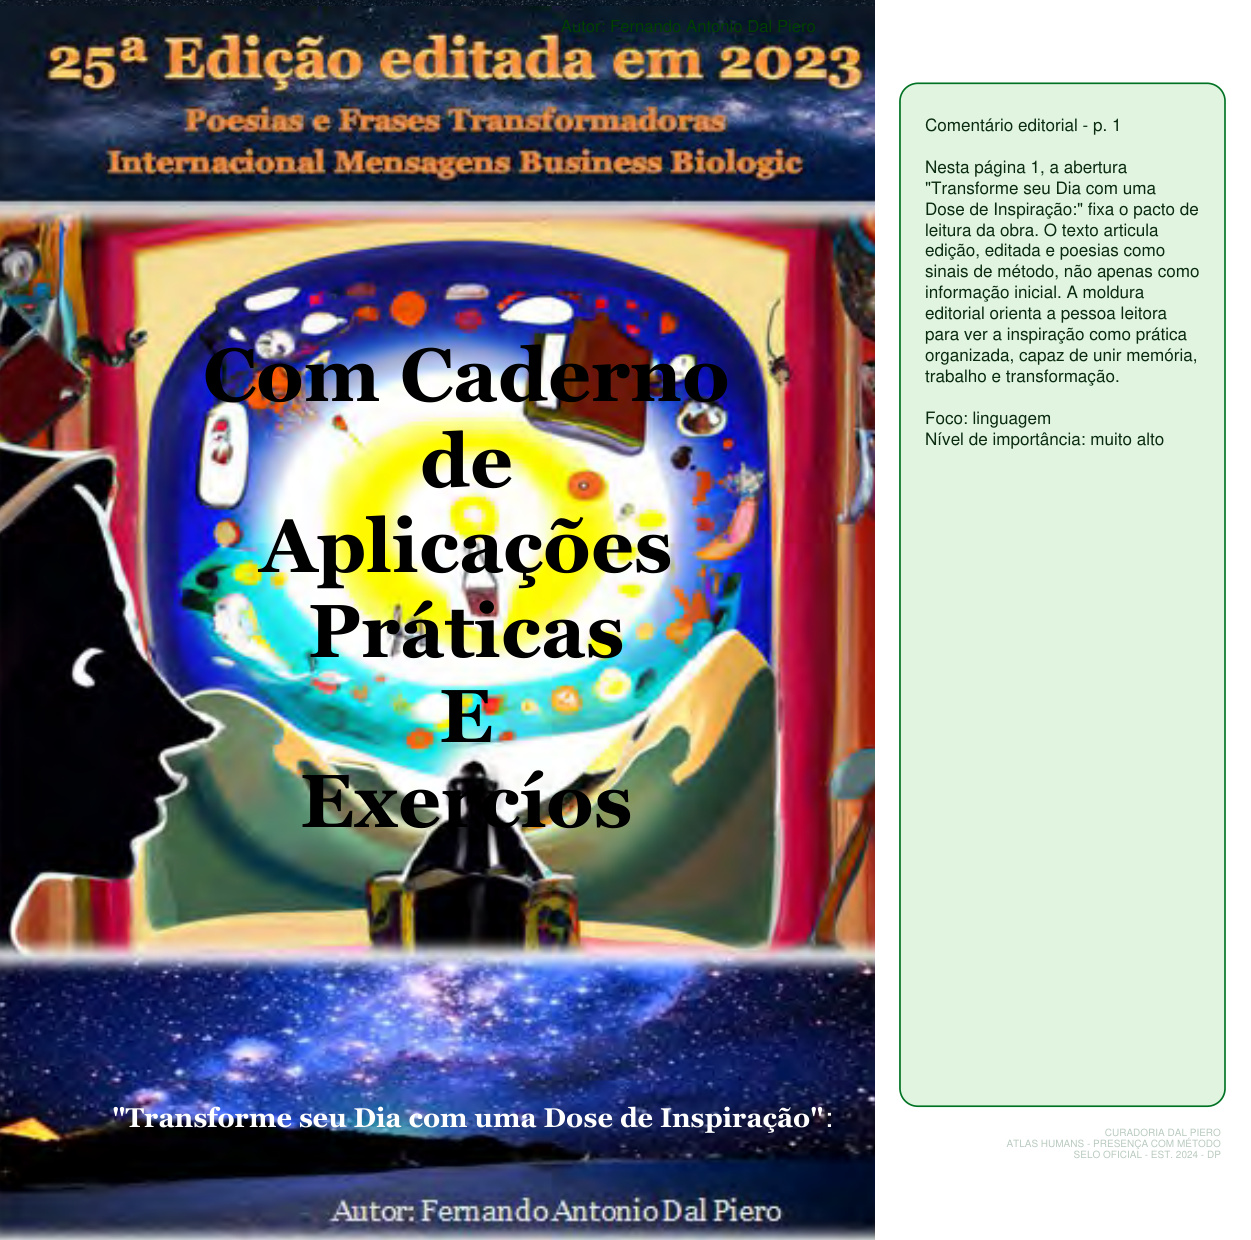 Autor: Fernando Antonio Dal Piero
25ª Edição editada em 2023
Poesias e Frases Transformadoras
Internacional Mensagens Business Biologic
Com Caderno
de
Aplicações
Práticas
E
Exercíos
"Transforme seu Dia com uma Dose de Inspiração":
Autor: Fernando Antonio Dal Piero
Comentário editorial - p. 1
Nesta página 1, a abertura
"Transforme seu Dia com uma
Dose de Inspiração:" fixa o pacto de
leitura da obra. O texto articula
edição, editada e poesias como
sinais de método, não apenas como
informação inicial. A moldura
editorial orienta a pessoa leitora
para ver a inspiração como prática
organizada, capaz de unir memória,
trabalho e transformação.
Foco: linguagem
Nível de importância: muito alto
CURADORIA DAL PIERO
ATLAS HUMANS - PRESENÇA COM MÉTODO
SELO OFICIAL - EST. 2024 - DP